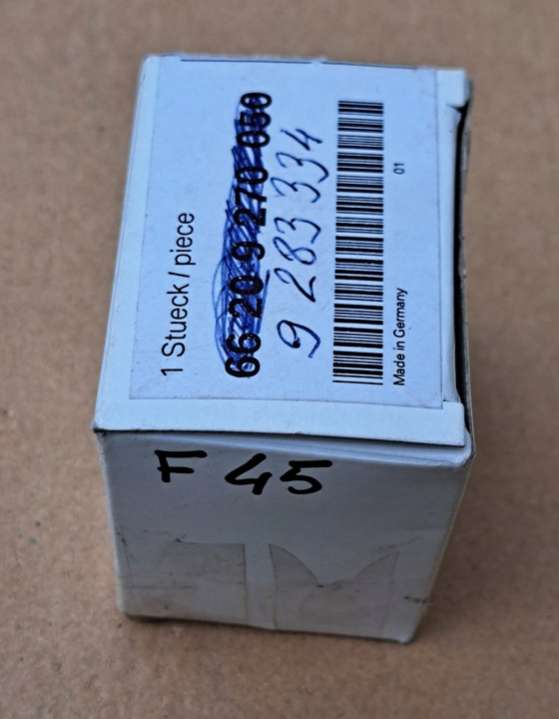 1 Stueck / piece
66 20 9 270 050
9 283 334
01
Made in Germany
F 45